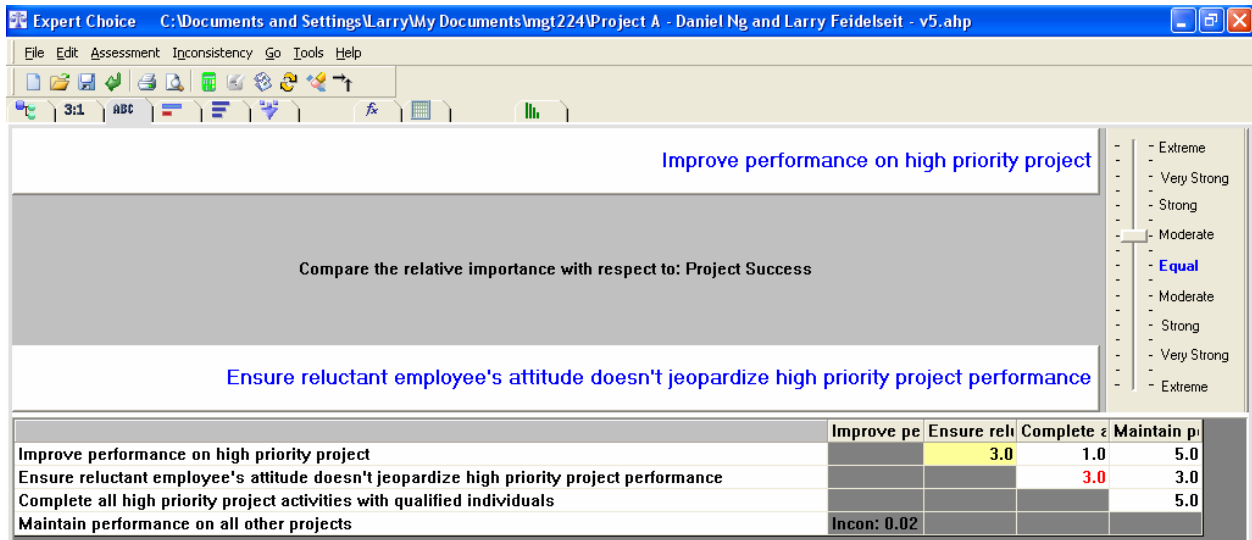 Expert Choice C:\Documents and Settings\Larry\My Documents\mgt224\Project A - Daniel Ng and Larry Feidelseit - v5.ahp
File Edit Assessment Inconsistency Go Tools Help
3:1 ABC fx
Improve performance on high priority project
Compare the relative importance with respect to: Project Success
Ensure reluctant employee's attitude doesn't jeopardize high priority project performance
Extreme
Very Strong
Strong
Moderate
Equal
Moderate
Strong
Very Strong
Extreme
Improve pe Ensure relu Complete a Maintain p
Improve performance on high priority project 3.0 1.0 5.0
Ensure reluctant employee's attitude doesn't jeopardize high priority project performance 3.0 3.0
Complete all high priority project activities with qualified individuals 5.0
Maintain performance on all other projects Incon: 0.02